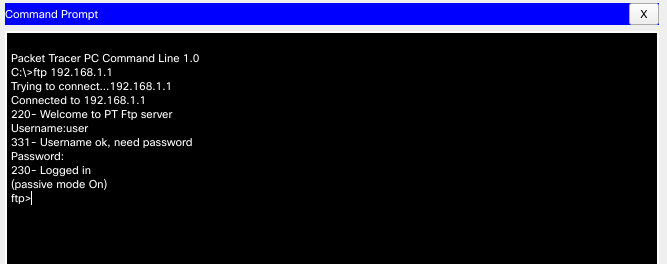 Command Prompt
X
Packet Tracer PC Command Line 1.0
C:\>ftp 192.168.1.1
Trying to connect...192.168.1.1
Connected to 192.168.1.1
220- Welcome to PT Ftp server
Username:user
331- Username ok, need password
Password:
230- Logged in
(passive mode On)
ftp>